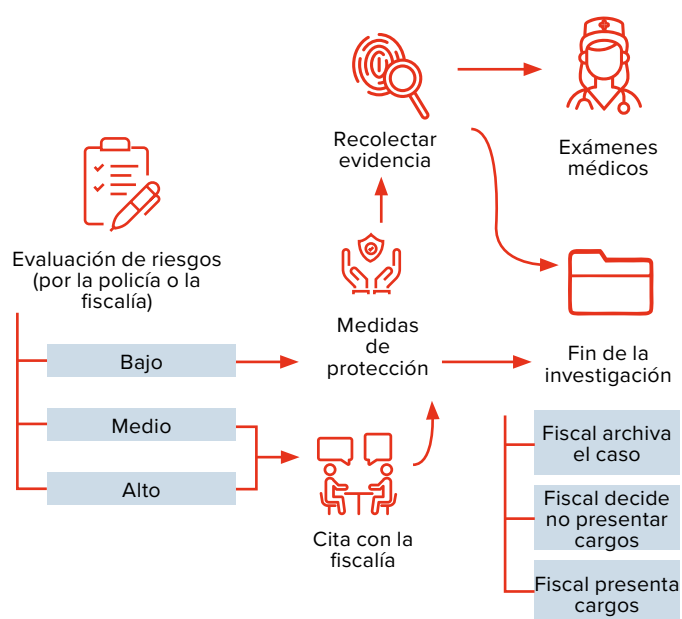 Evaluación de riesgos
(por la policía o la
fiscalía)
Bajo
Medio
Alto
Cita con la
fiscalía
Medidas
de
protección
Recolectar
evidencia
Exámenes
médicos
Fin de la
investigación
Fiscal archiva
el caso
Fiscal decide
no presentar
cargos
Fiscal presenta
cargos